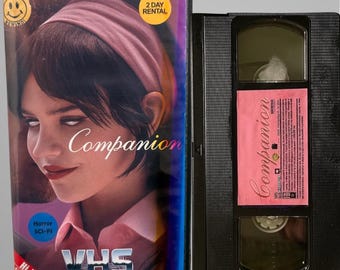 2 DAY
RENTAL
Companion
Horror
SCI-FI
VHS
Companion